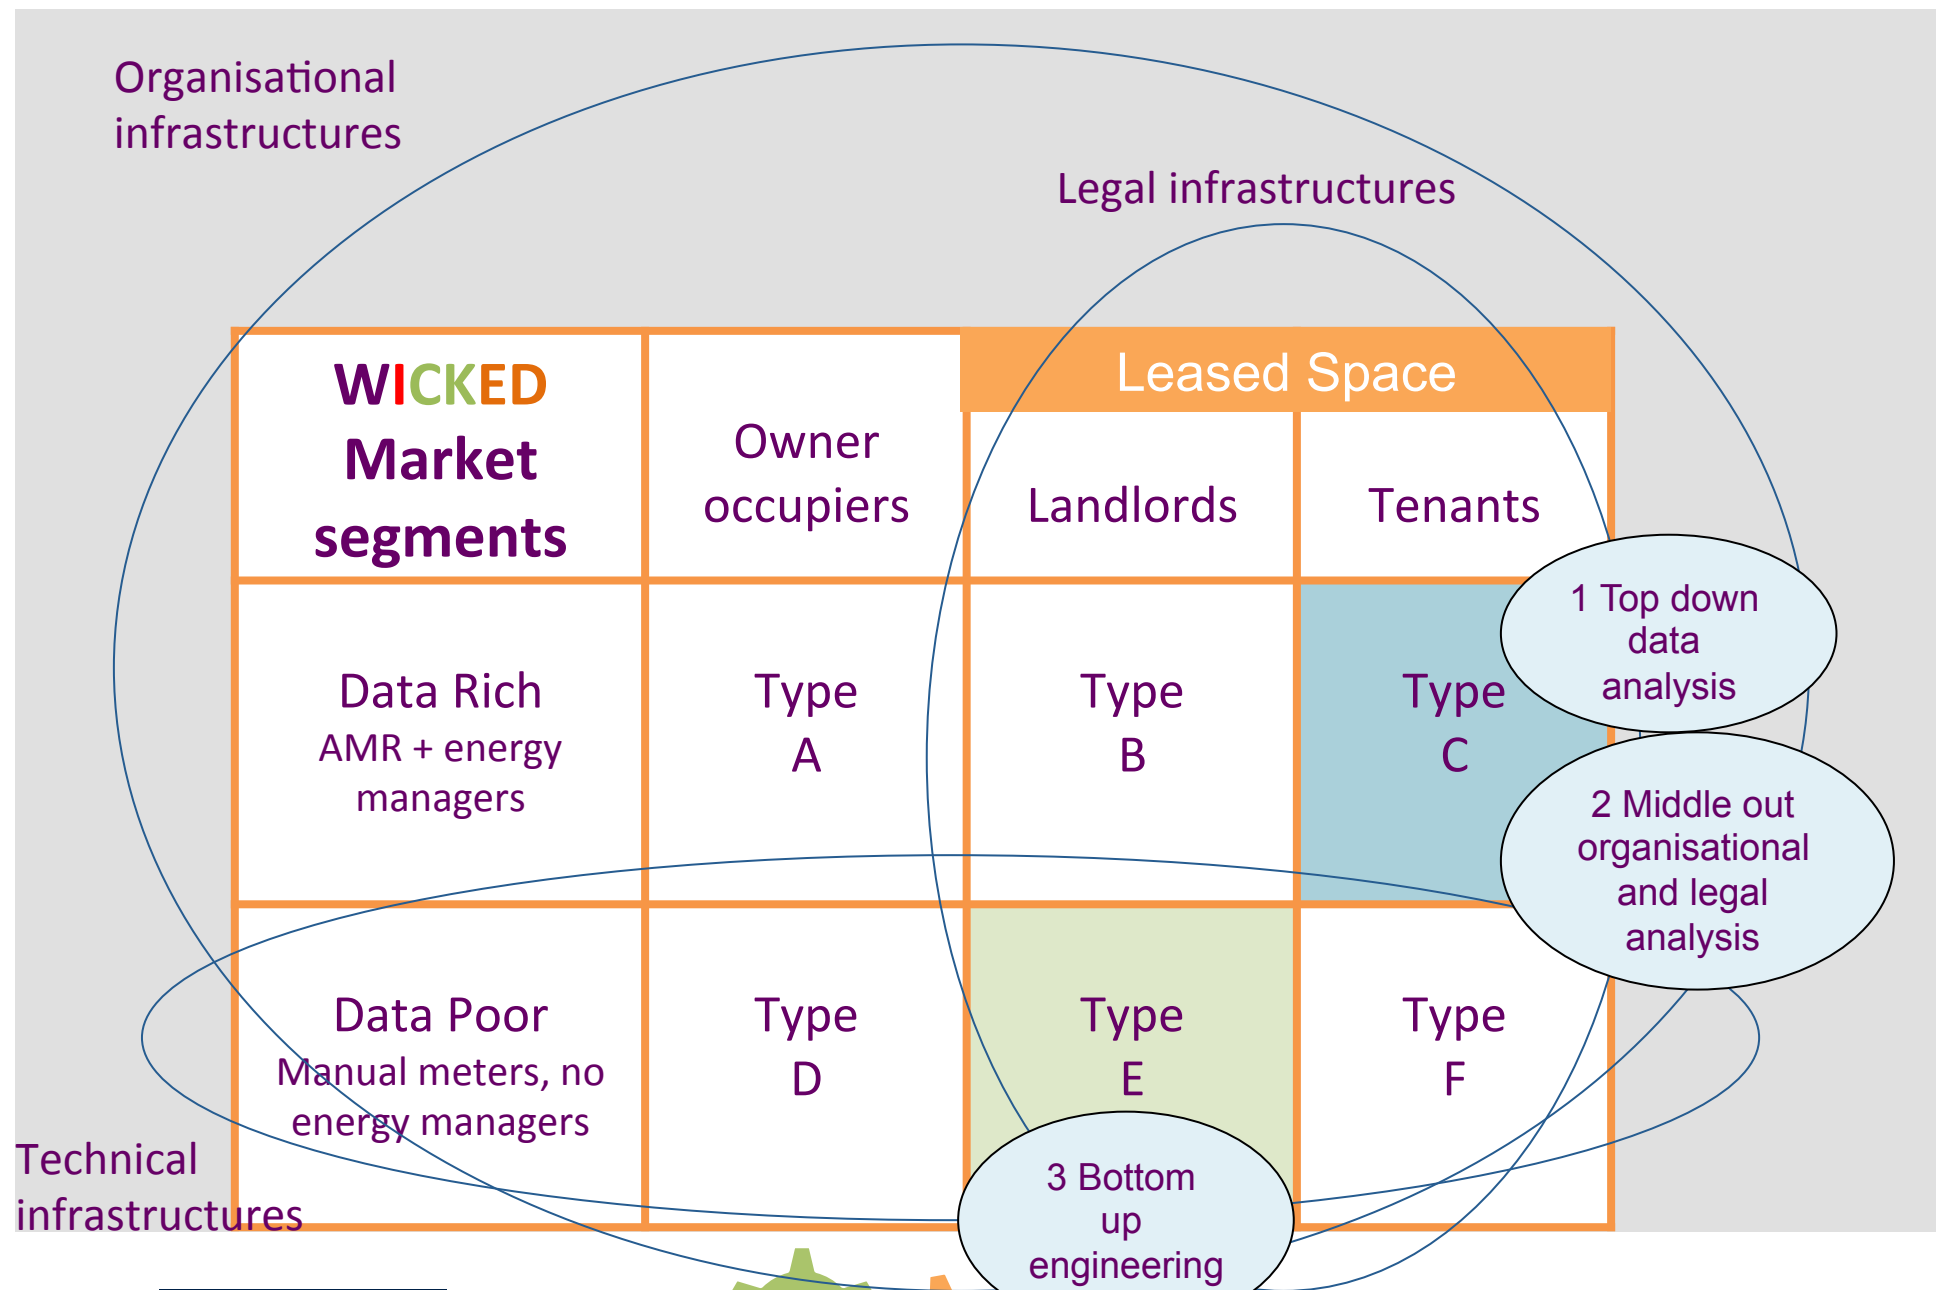 Organisational
infrastructures
Legal infrastructures
WICKED
Market
segments
Owner
occupiers
Leased Space
Landlords
Tenants
Data Rich
AMR + energy
managers
Type
A
Type
B
Type
C
1 Top down
data
analysis
2 Middle out
organisational
and legal
analysis
Data Poor
Manual meters, no
energy managers
Type
D
Type
E
Type
F
Technical
infrastructures
3 Bottom
up
engineering